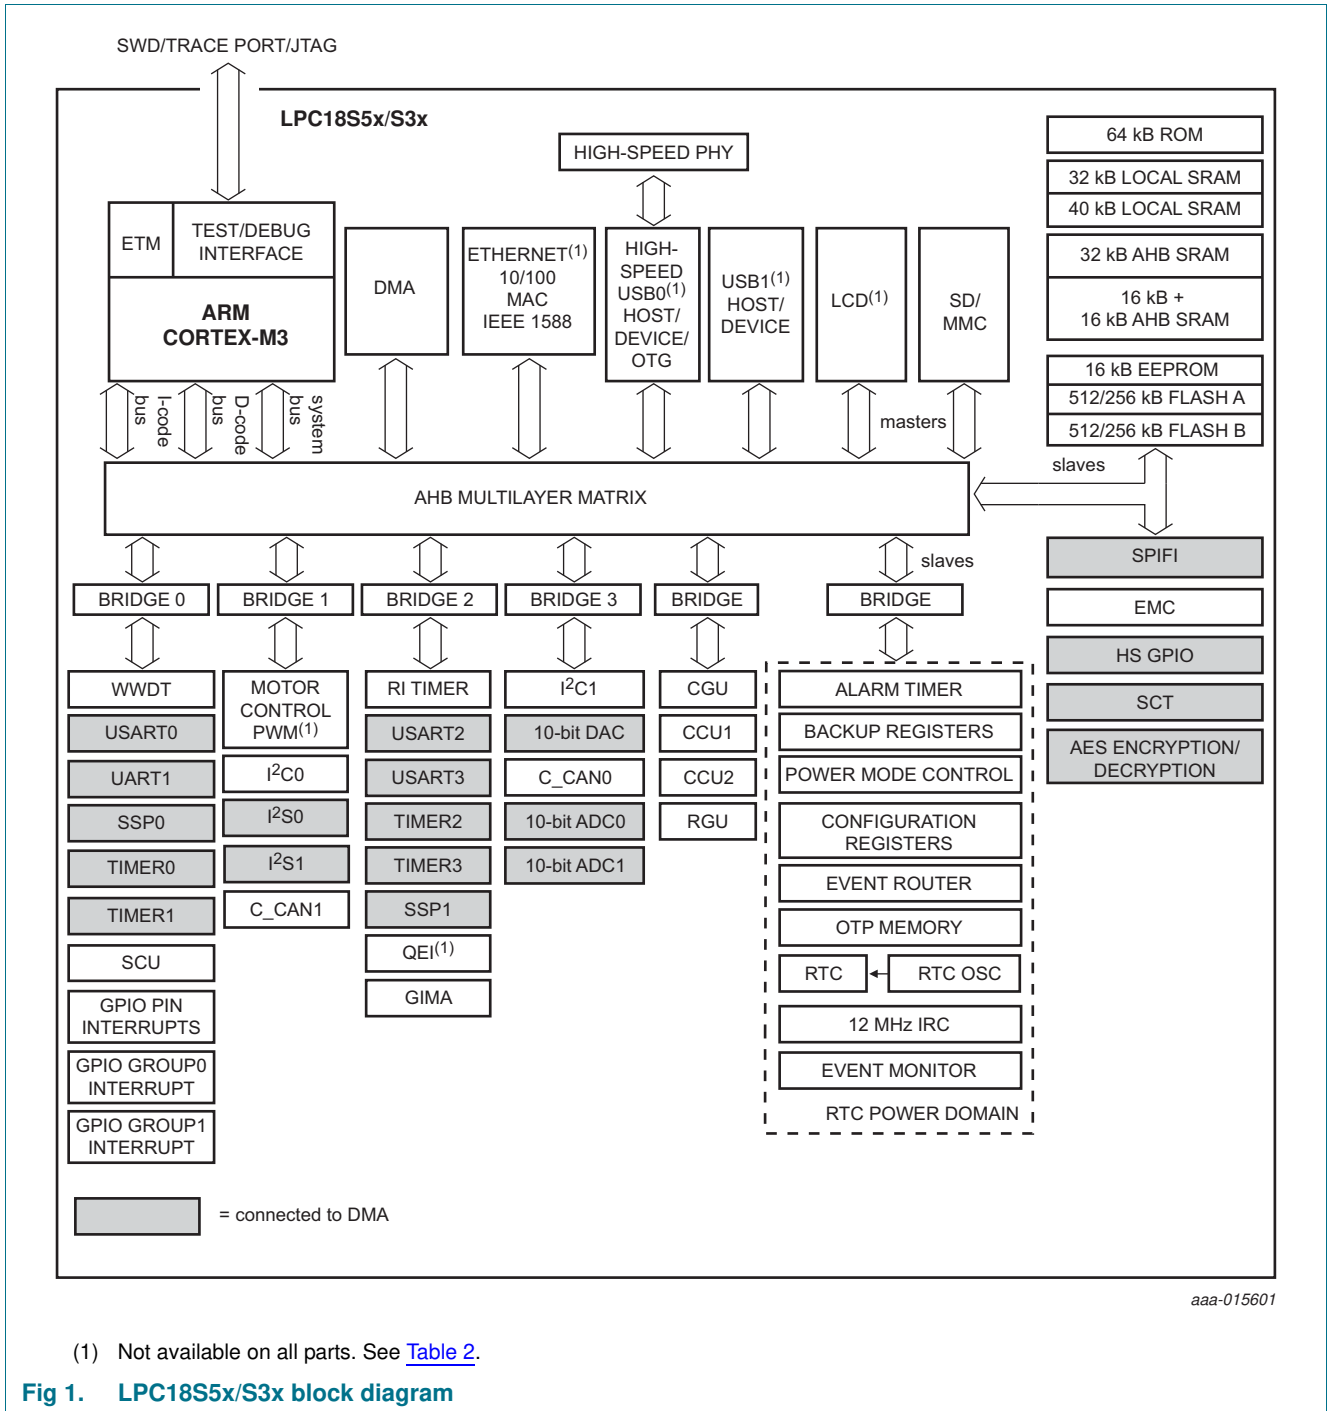 SWD/TRACE PORT/JTAG
LPC18S5x/S3x
HIGH-SPEED PHY
ETM
TEST/DEBUG
INTERFACE
ARM
CORTEX-M3
DMA
ETHERNET(1)
10/100
MAC
IEEE 1588
HIGH-
SPEED
USB0(1)
HOST/
DEVICE/
OTG
USB1(1)
HOST/
DEVICE
LCD(1)
SD/
MMC
64 kB ROM
32 kB LOCAL SRAM
40 kB LOCAL SRAM
32 kB AHB SRAM
16 kB +
16 kB AHB SRAM
16 kB EEPROM
512/256 kB FLASH A
512/256 kB FLASH B
I-code
bus
D-code
bus
system
bus
masters
slaves
AHB MULTILAYER MATRIX
slaves
BRIDGE 0
BRIDGE 1
BRIDGE 2
BRIDGE 3
BRIDGE
BRIDGE
SPIFI
EMC
HS GPIO
SCT
AES ENCRYPTION/
DECRYPTION
WWDT
USART0
UART1
SSP0
TIMER0
TIMER1
SCU
GPIO PIN
INTERRUPTS
GPIO GROUP0
INTERRUPT
GPIO GROUP1
INTERRUPT
MOTOR
CONTROL
PWM(1)
I2C0
I2S0
I2S1
C_CAN1
RI TIMER
USART2
USART3
TIMER2
TIMER3
SSP1
QEI(1)
GIMA
I2C1
10-bit DAC
C_CAN0
10-bit ADC0
10-bit ADC1
CGU
CCU1
CCU2
RGU
ALARM TIMER
BACKUP REGISTERS
POWER MODE CONTROL
CONFIGURATION
REGISTERS
EVENT ROUTER
OTP MEMORY
RTC
RTC OSC
12 MHz IRC
EVENT MONITOR
RTC POWER DOMAIN
= connected to DMA
aaa-015601
(1) Not available on all parts. See Table 2.
Fig 1. LPC18S5x/S3x block diagram